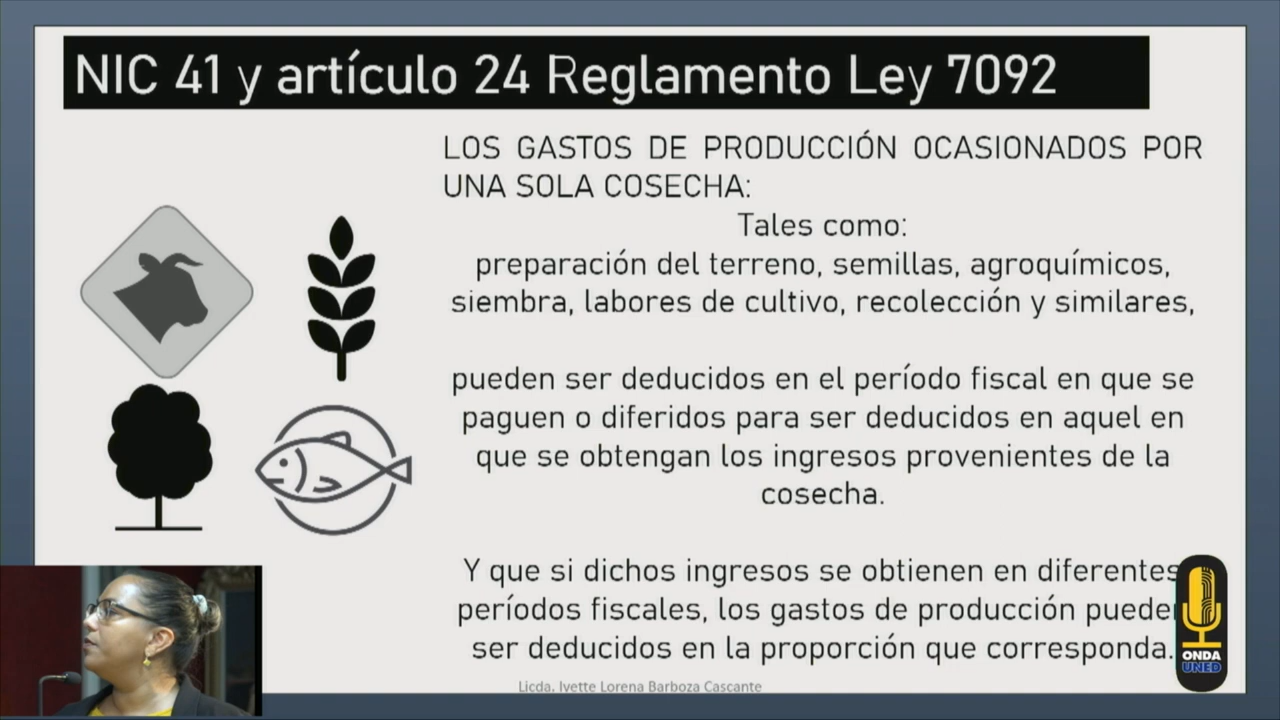 NIC 41 y artículo 24 Reglamento Ley 7092
LOS GASTOS DE PRODUCCIÓN OCASIONADOS POR
UNA SOLA COSECHA:
Tales como:
preparación del terreno, semillas, agroquímicos,
siembra, labores de cultivo, recolección y similares,
pueden ser deducidos en el período fiscal en que se
paguen o diferidos para ser deducidos en aquel en
que se obtengan los ingresos provenientes de la
cosecha.
Y que si dichos ingresos se obtienen en diferentes
períodos fiscales, los gastos de producción pueden
ser deducidos en la proporción que corresponda.
Licda. Ivette Lorena Barboza Cascante
ONDA
UNED